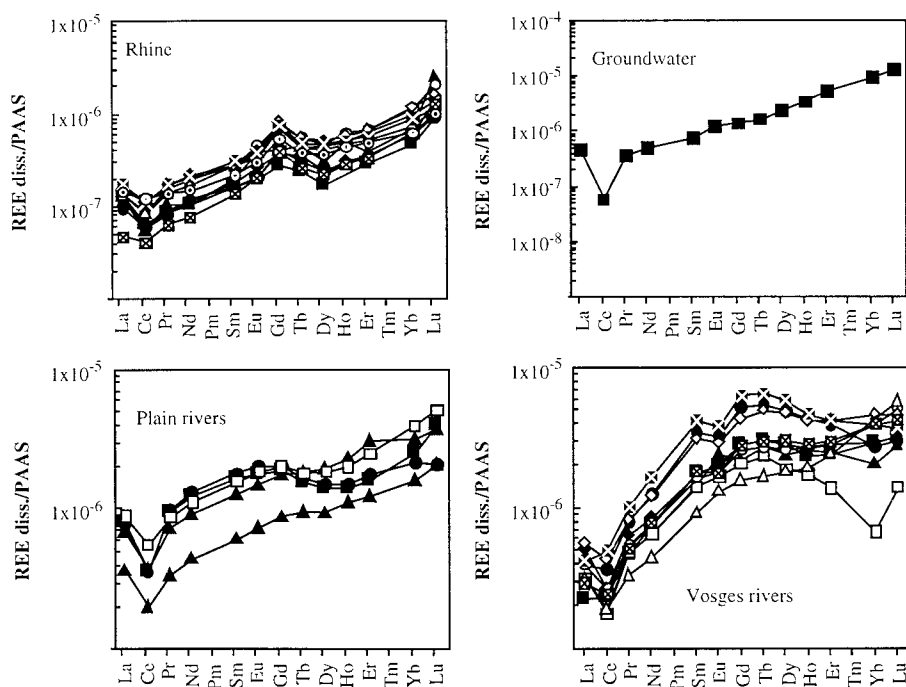 REE diss./PAAS
1x10-5
1x10-6
1x10-7
Rhine
La Ce Pr Nd Pm Sm Eu Gd Tb Dy Ho Er Tm Yb Lu
REE diss./PAAS
1x10-4
1x10-5
1x10-6
1x10-7
1x10-8
Groundwater
La Ce Pr Nd Pm Sm Eu Gd Tb Dy Ho Er Tm Yb Lu
REE diss./PAAS
1x10-5
1x10-6
Plain rivers
La Ce Pr Nd Pm Sm Eu Gd Tb Dy Ho Er Tm Yb Lu
REE diss./PAAS
1x10-5
1x10-6
Vosges rivers
La Ce Pr Nd Pm Sm Eu Gd Tb Dy Ho Er Tm Yb Lu